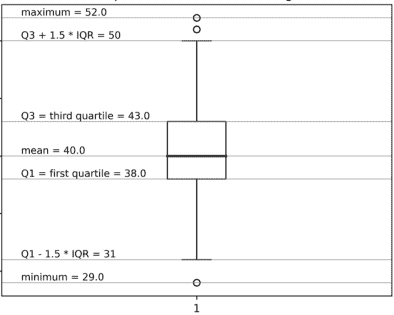 maximum = 52.0
Q3 + 1.5 * IQR = 50
Q3 = third quartile = 43.0
mean = 40.0
Q1 = first quartile = 38.0
Q1 - 1.5 * IQR = 31
minimum = 29.0
1